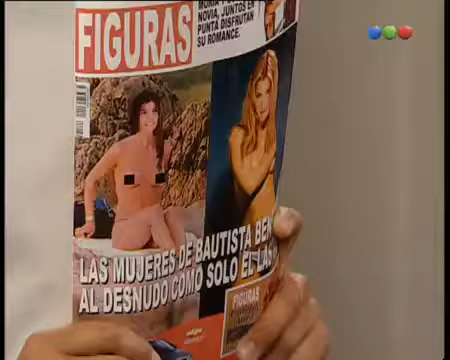 FIGURAS
NOVIA, JUNTOS EN
PUNTA DISFRUTAN
SU ROMANCE.
LAS MUJERES DE BAUTISTA BEN
AL DESNUDO COMO SOLO EL LAS
FIGURAS